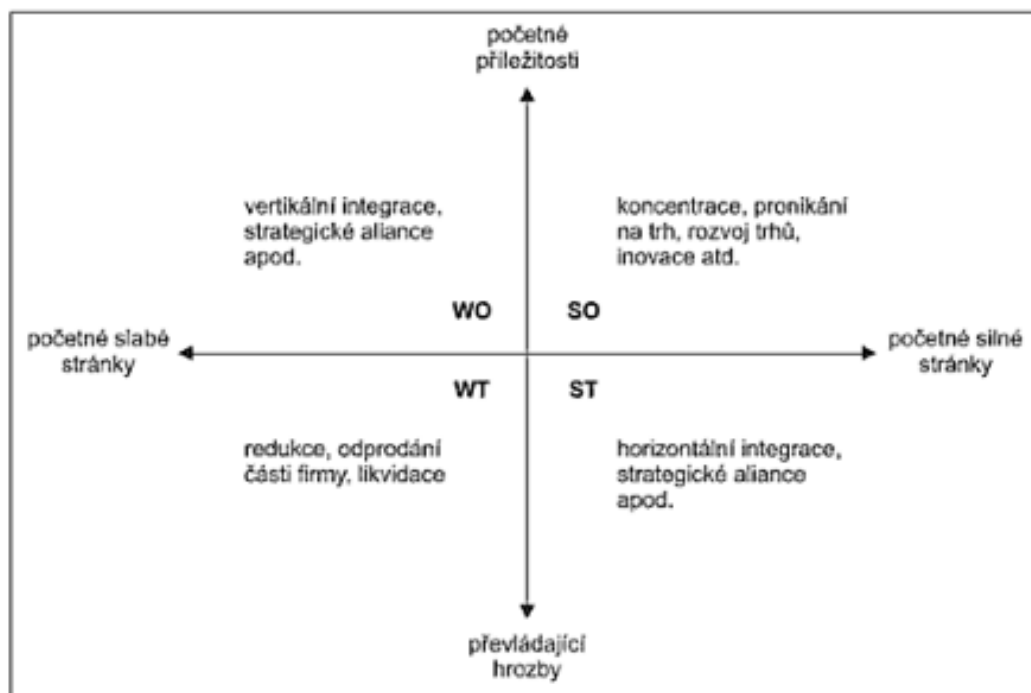 početné
příležitosti
vertikální integrace,
strategické aliance
apod.
koncentrace, pronikání
na trh, rozvoj trhů,
inovace atd.
WO
SO
početné slabé
stránky
početné silné
stránky
WT
ST
redukce, odprodání
části firmy, likvidace
horizontální integrace,
strategické aliance
apod.
převládající
hrozby